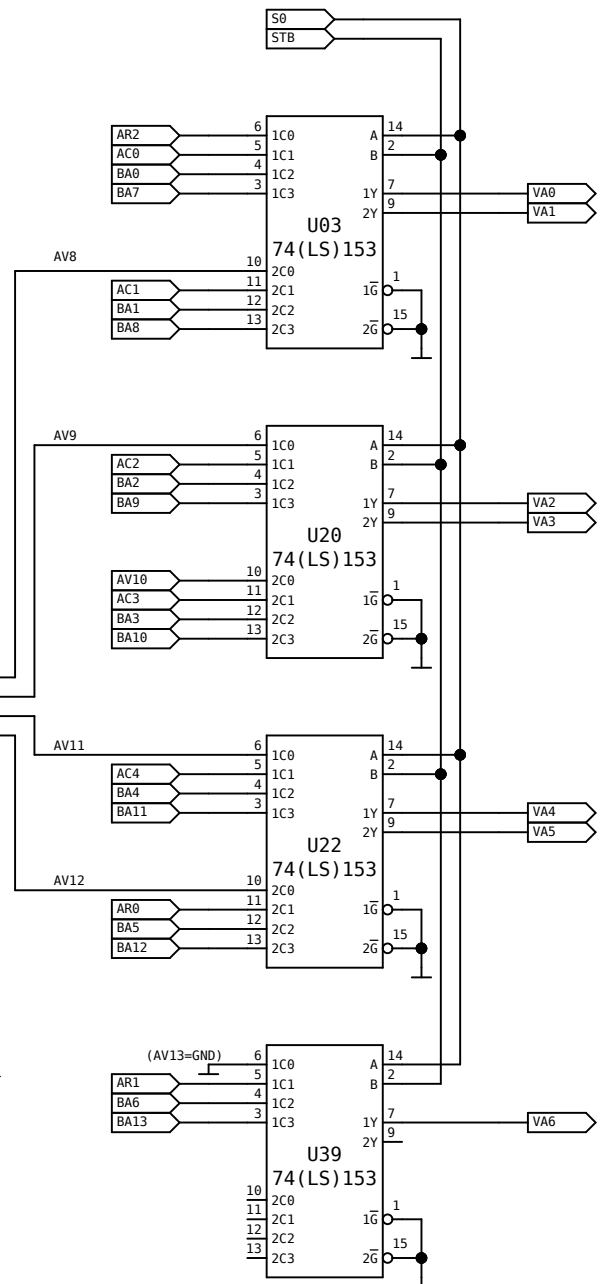 S0
STB
AR2 6 1C0 A 14
AC0 5 1C1 B 2
BA0 4 1C2
BA7 3 1C3 1Y 7 VA0
2Y 9 VA1
U03
74(LS)153
AV8 10 2C0
AC1 11 2C1 1G 1
BA1 12 2C2
BA8 13 2C3 2G 15
AV9 6 1C0 A 14
AC2 5 1C1 B 2
BA2 4 1C2
BA9 3 1C3 1Y 7 VA2
2Y 9 VA3
U20
74(LS)153
AV10 10 2C0
AC3 11 2C1 1G 1
BA3 12 2C2
BA10 13 2C3 2G 15
AV11 6 1C0 A 14
AC4 5 1C1 B 2
BA4 4 1C2
BA11 3 1C3 1Y 7 VA4
2Y 9 VA5
U22
74(LS)153
AV12 10 2C0
AR0 11 2C1 1G 1
BA5 12 2C2
BA12 13 2C3 2G 15
(AV13=GND) 6 1C0 A 14
AR1 5 1C1 B 2
BA6 4 1C2
BA13 3 1C3 1Y 7 VA6
2Y 9
U39
74(LS)153
10 2C0
11 2C1 1G 1
12 2C2
13 2C3 2G 15